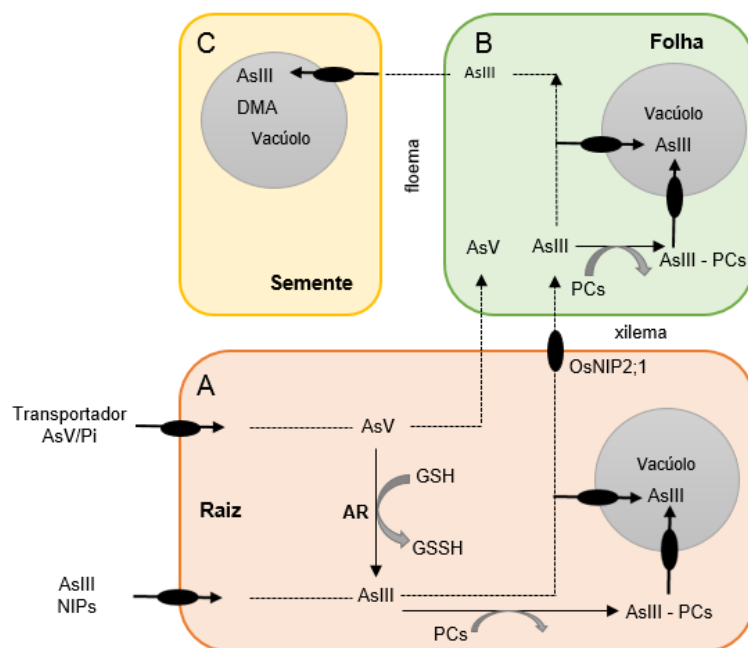 C
AsIII
DMA
Vacúolo
Semente
floema
B
Folha
AsIII
Vacúolo
AsIII
AsV
AsIII
AsIII - PCs
PCs
xilema
OsNIP2;1
A
Transportador
AsV/Pi
AsV
Raiz
AR
GSH
GSSH
Vacúolo
AsIII
AsIII
NIPs
AsIII
AsIII - PCs
PCs